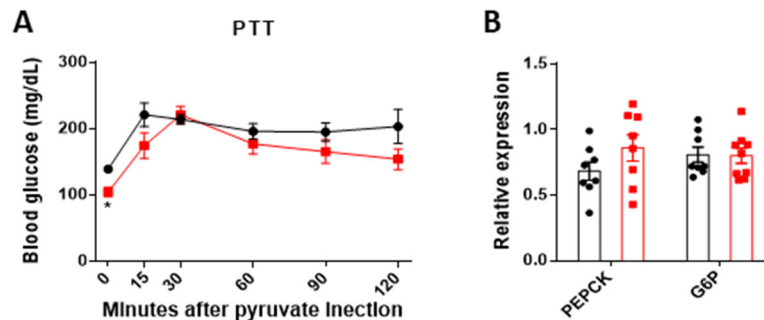 A
PTT
Blood glucose (mg/dL)
300
200
100
0
*
0
15
30
60
90
120
Minutes after pyruvate inection
B
Relative expression
1.5
1.0
0.5
0.0
PEPCK
G6P